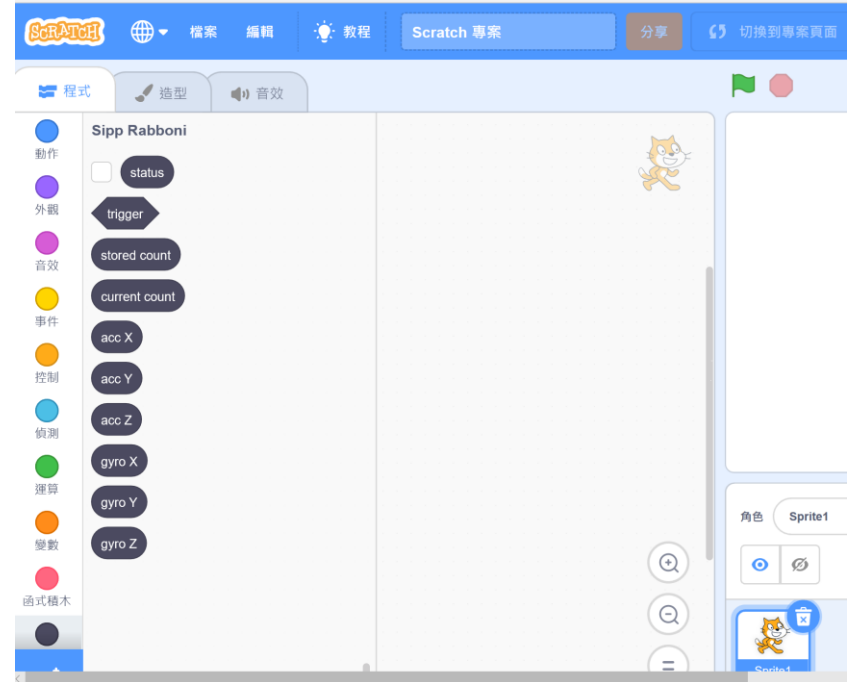 SCRATCH 檔案 編輯 教程 Scratch 專案 分享 切換到專案頁面
程式 造型 音效
動作
外觀
音效
事件
控制
偵測
運算
變數
函式積木
Sipp Rabboni
status
trigger
stored count
current count
acc X
acc Y
acc Z
gyro X
gyro Y
gyro Z
角色 Sprite1
Sprite1